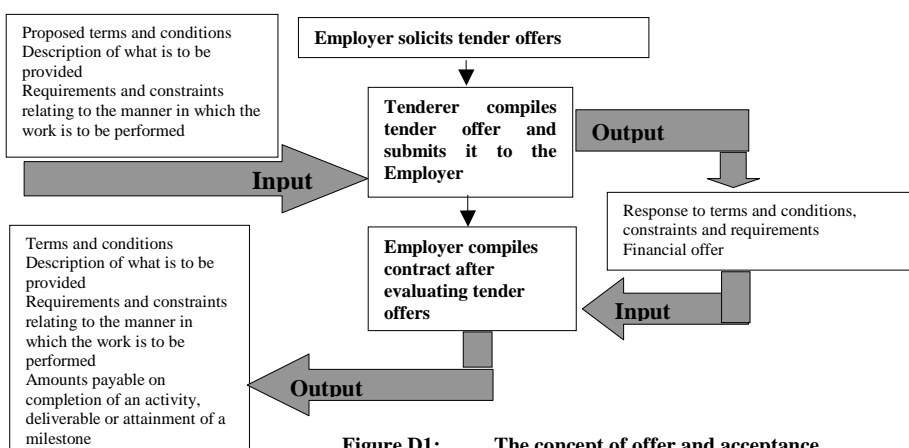 Proposed terms and conditions
Description of what is to be
provided
Requirements and constraints
relating to the manner in which the
work is to be performed
Employer solicits tender offers
Tenderer compiles
tender offer and
submits it to the
Employer
Output
Input
Response to terms and conditions,
constraints and requirements
Financial offer
Employer compiles
contract after
evaluating tender
offers
Input
Terms and conditions
Description of what is to be
provided
Requirements and constraints
relating to the manner in
which the work is to be
performed
Amounts payable on
completion of an activity,
deliverable or attainment of a
milestone
Output
Figure D1: The concept of offer and acceptance